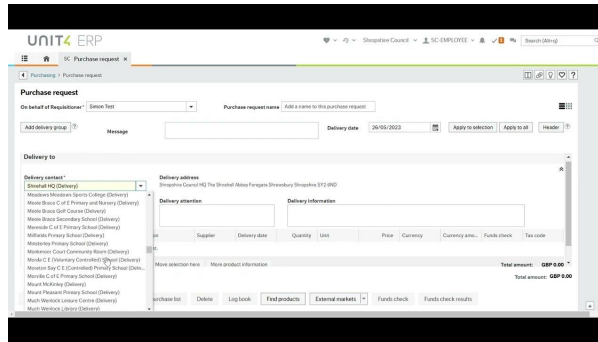 UNIT4 ERP
Shropshire Council
SC-EMPLOYEE
Search (Alt+q)
SC Purchase request ×
Purchasing > Purchase request
Purchase request
On behalf of Requisitioner* Simon Test
Purchase request name Add a name to this purchase request
Add delivery group
Message
Delivery date 26/05/2023
Apply to selection
Apply to all
Header
Delivery to
Delivery contact*
Delivery address
Shirehall HQ (Delivery)
Shropshire Council HQ The Shirehall Abbey Foregate Shrewsbury Shropshire SY2 6ND
Meadows Meadows Sports College (Delivery)
Meole Brace C of E Primary and Nursery (Delivery)
Delivery attention
Delivery information
Meole Brace Golf Course (Delivery)
Meole Brace Secondary School (Delivery)
Mereside C of E Primary School (Delivery)
Millfields Primary School (Delivery)
Supplier Delivery date Quantity Unit Price Currency Currency amo... Funds check Tax code
Minsterley Primary School (Delivery)
Monkmoor Court Community Room (Delivery)
Morda C E (Voluntary Controlled) School (Delivery)
Move selection here
More product information
Total amount: GBP 0.00
Moreton Say C E (Controlled) Primary School (Deliv...
Morville C of E Primary School (Delivery)
Total amount: GBP 0.00
Mount McKinley (Delivery)
Mount Pleasant Primary School (Delivery)
Much Wenlock Leisure Centre (Delivery)
Delete
Log book
Find products
External markets
Funds check
Funds check results
Much Wenlock Library (Delivery)